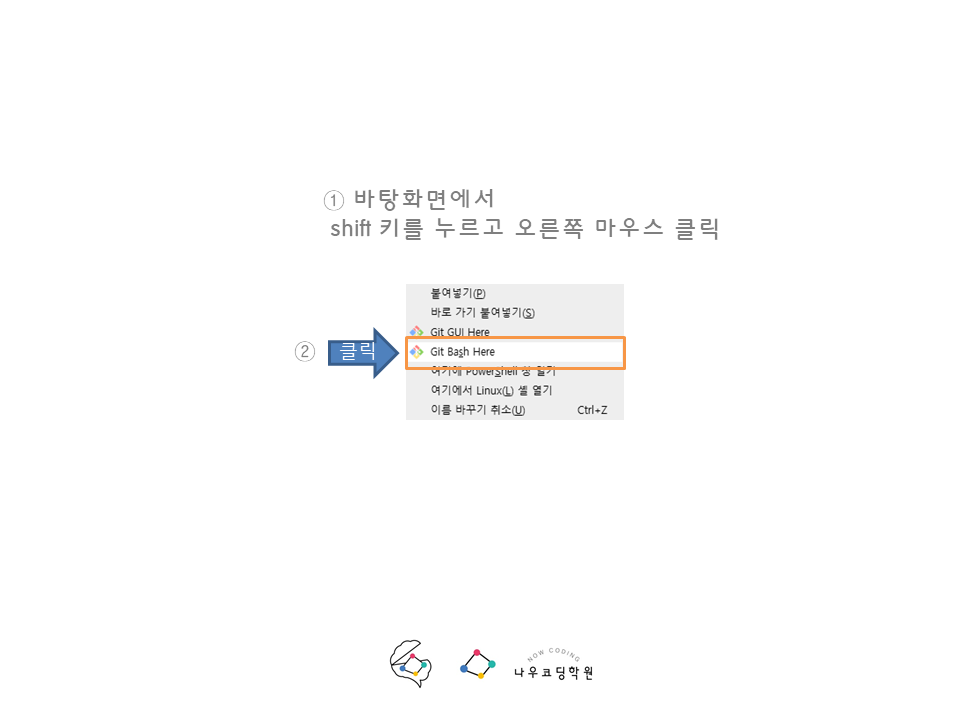 ① 바탕화면에서
shift 키를 누르고 오른쪽 마우스 클릭
붙여넣기(P)
바로 가기 붙여넣기(S)
Git GUI Here
② 클릭
Git Bash Here
여기에 PowerShell 창 열기
여기에서 Linux(L) 셸 열기
이름 바꾸기 취소(U) Ctrl+Z
NOW CODING
나우코딩학원